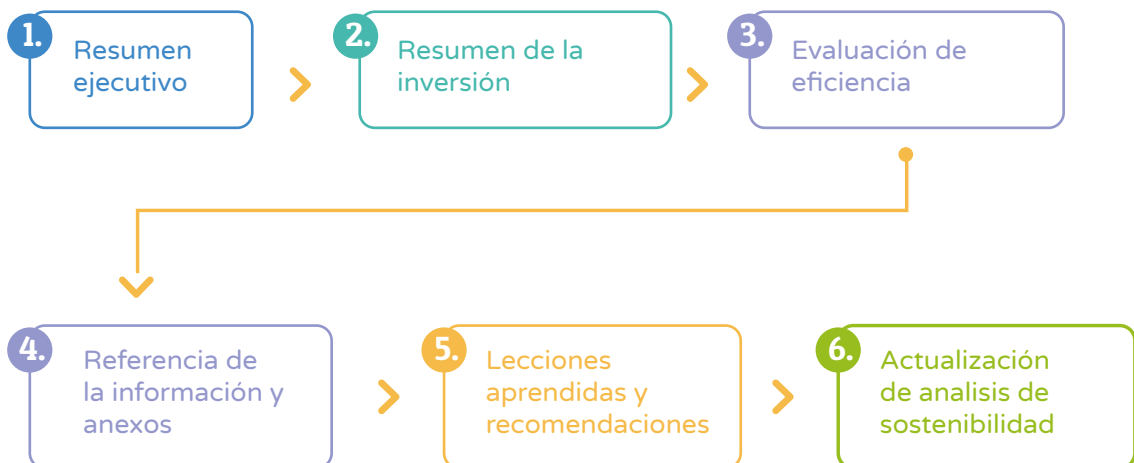 1.
Resumen
ejecutivo
2.
Resumen de la
inversión
3.
Evaluación de
eficiencia
4.
Referencia de
la información y
anexos
5.
Lecciones
aprendidas y
recomendaciones
6.
Actualización
de analisis de
sostenibilidad